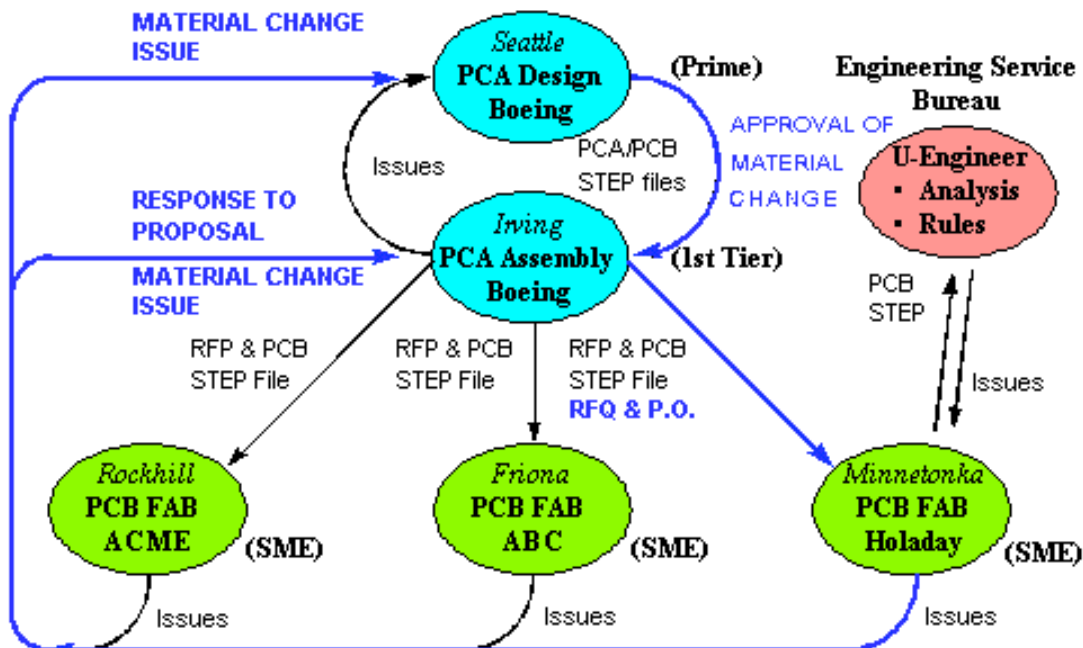 MATERIAL CHANGE
ISSUE
Seattle
PCA Design
Boeing
(Prime)
Engineering Service
Bureau
U-Engineer
▪ Analysis
▪ Rules
APPROVAL OF
MATERIAL
CHANGE
Issues
PCA/PCB
STEP files
RESPONSE TO
PROPOSAL
MATERIAL CHANGE
ISSUE
Irving
PCA Assembly
Boeing
(1st Tier)
PCB
STEP
Issues
RFP & PCB
STEP File
RFP & PCB
STEP File
RFP & PCB
STEP File
RFQ & P.O.
Rockhill
PCB FAB
ACME
(SME)
Friona
PCB FAB
ABC
(SME)
Minnetonka
PCB FAB
Holaday
(SME)
Issues
Issues
Issues